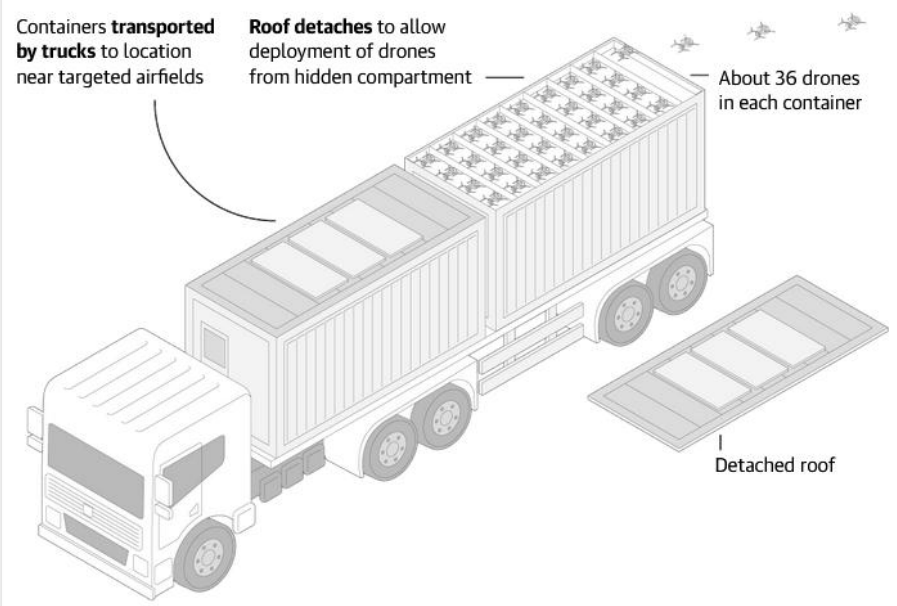 Containers transported
by trucks to location
near targeted airfields
Roof detaches to allow
deployment of drones
from hidden compartment
About 36 drones
in each container
Detached roof